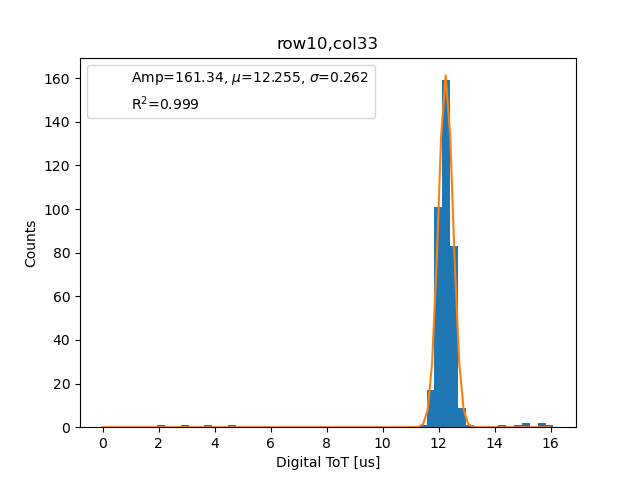 row10,col33
Amp=161.34, μ=12.255, σ=0.262
R²=0.999
Counts
160
140
120
100
80
60
40
20
0
0 2 4 6 8 10 12 14 16
Digital ToT [us]